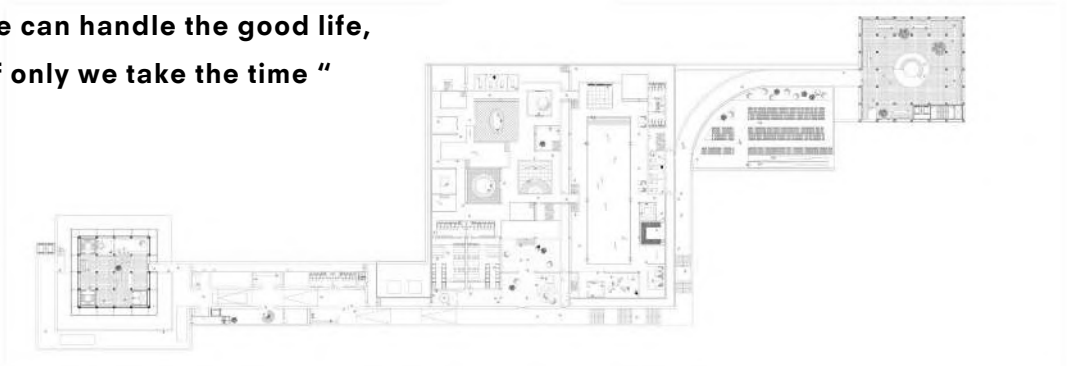 e can handle the good life,
f only we take the time “